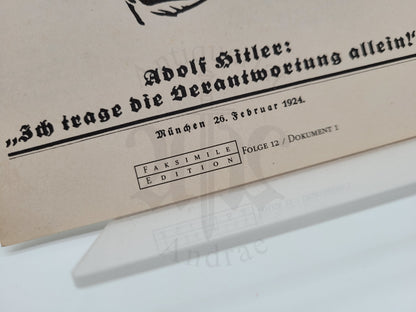 Adolf Hitler:
„Ich trage die Verantwortung allein!“
München 26. Februar 1924.
FAKSIMILE
EDITION
FOLGE 12 / DOKUMENT 1
Andrae